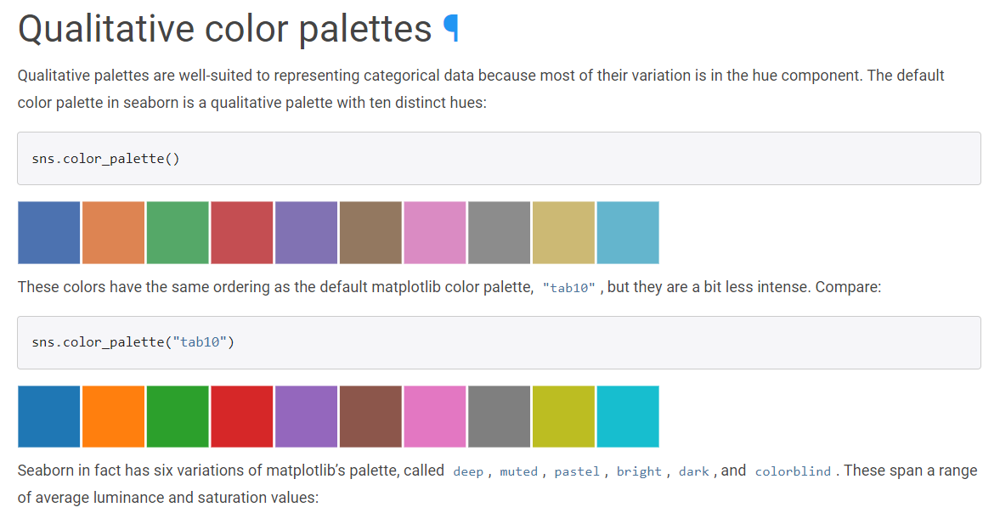 Qualitative color palettes ¶
Qualitative palettes are well-suited to representing categorical data because most of their variation is in the hue component. The default
color palette in seaborn is a qualitative palette with ten distinct hues:
sns.color_palette()
These colors have the same ordering as the default matplotlib color palette, "tab10" , but they are a bit less intense. Compare:
sns.color_palette("tab10")
Seaborn in fact has six variations of matplotlib’s palette, called deep , muted , pastel , bright , dark , and colorblind . These span a range
of average luminance and saturation values: